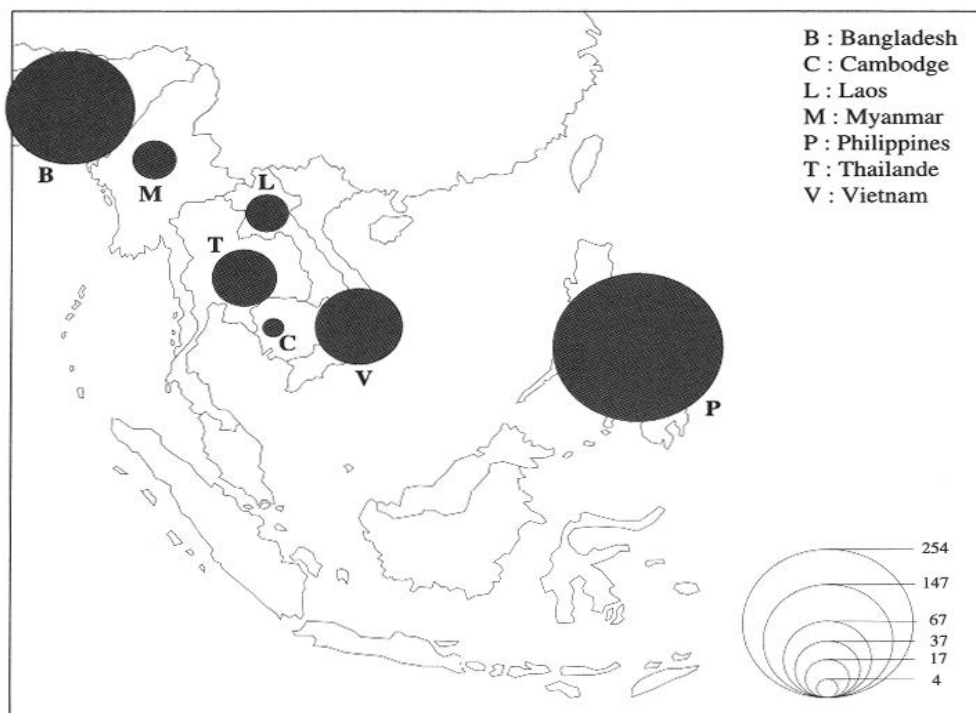 B : Bangladesh
C : Cambodge
L : Laos
M : Myanmar
P : Philippines
T : Thailande
V : Vietnam
B
M
L
T
C
V
P
254
147
67
37
17
4